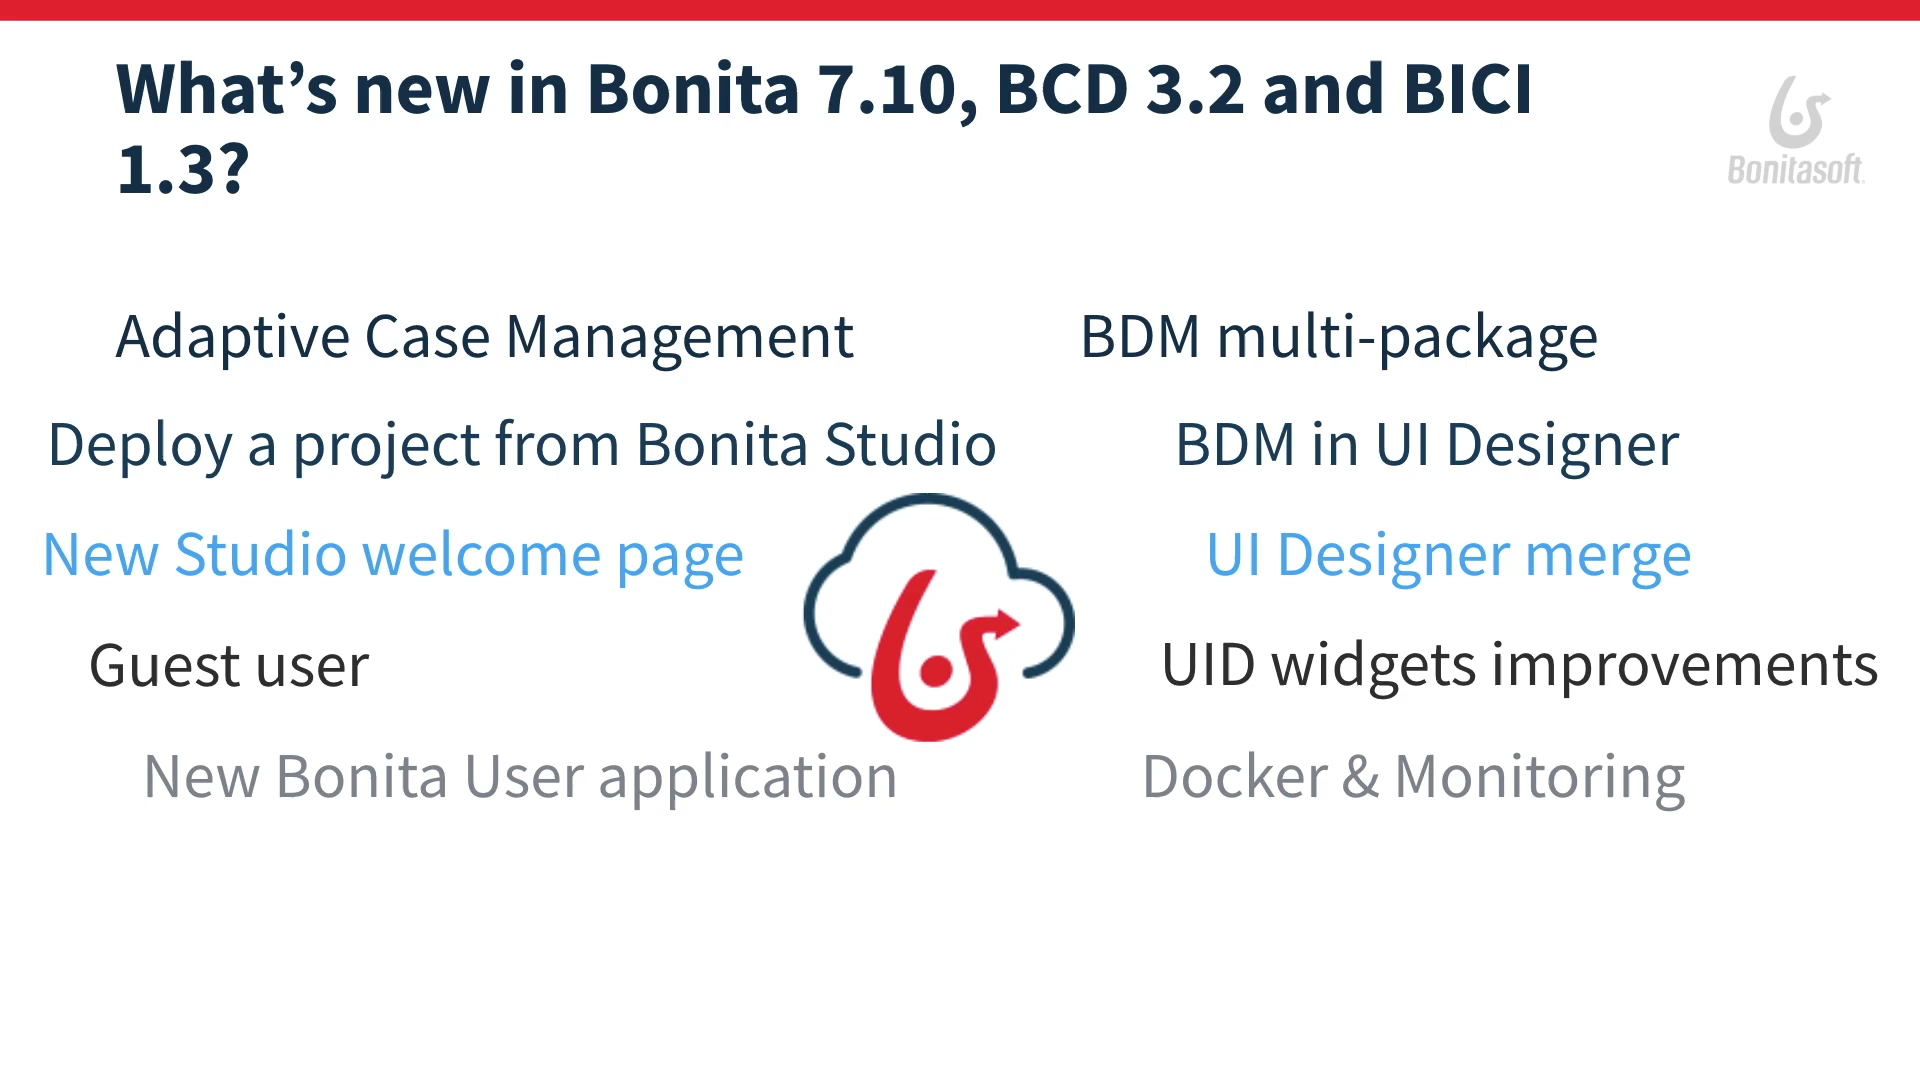 What’s new in Bonita 7.10, BCD 3.2 and BICI
1.3?
Bonitasoft
Adaptive Case Management
BDM multi-package
Deploy a project from Bonita Studio
BDM in UI Designer
New Studio welcome page
UI Designer merge
Guest user
UID widgets improvements
New Bonita User application
Docker & Monitoring